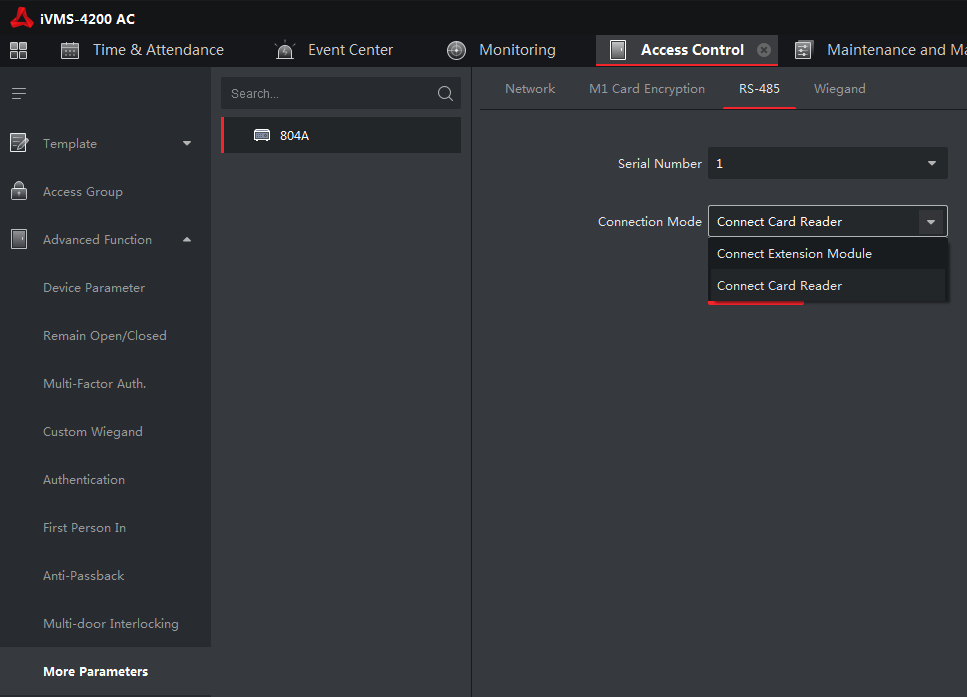 iVMS-4200 AC
Time & Attendance
Event Center
Monitoring
Access Control
Maintenance and Ma
Template
Access Group
Advanced Function
Device Parameter
Remain Open/Closed
Multi-Factor Auth.
Custom Wiegand
Authentication
First Person In
Anti-Passback
Multi-door Interlocking
More Parameters
Search...
804A
Network
M1 Card Encryption
RS-485
Wiegand
Serial Number 1
Connection Mode Connect Card Reader
Connect Extension Module
Connect Card Reader